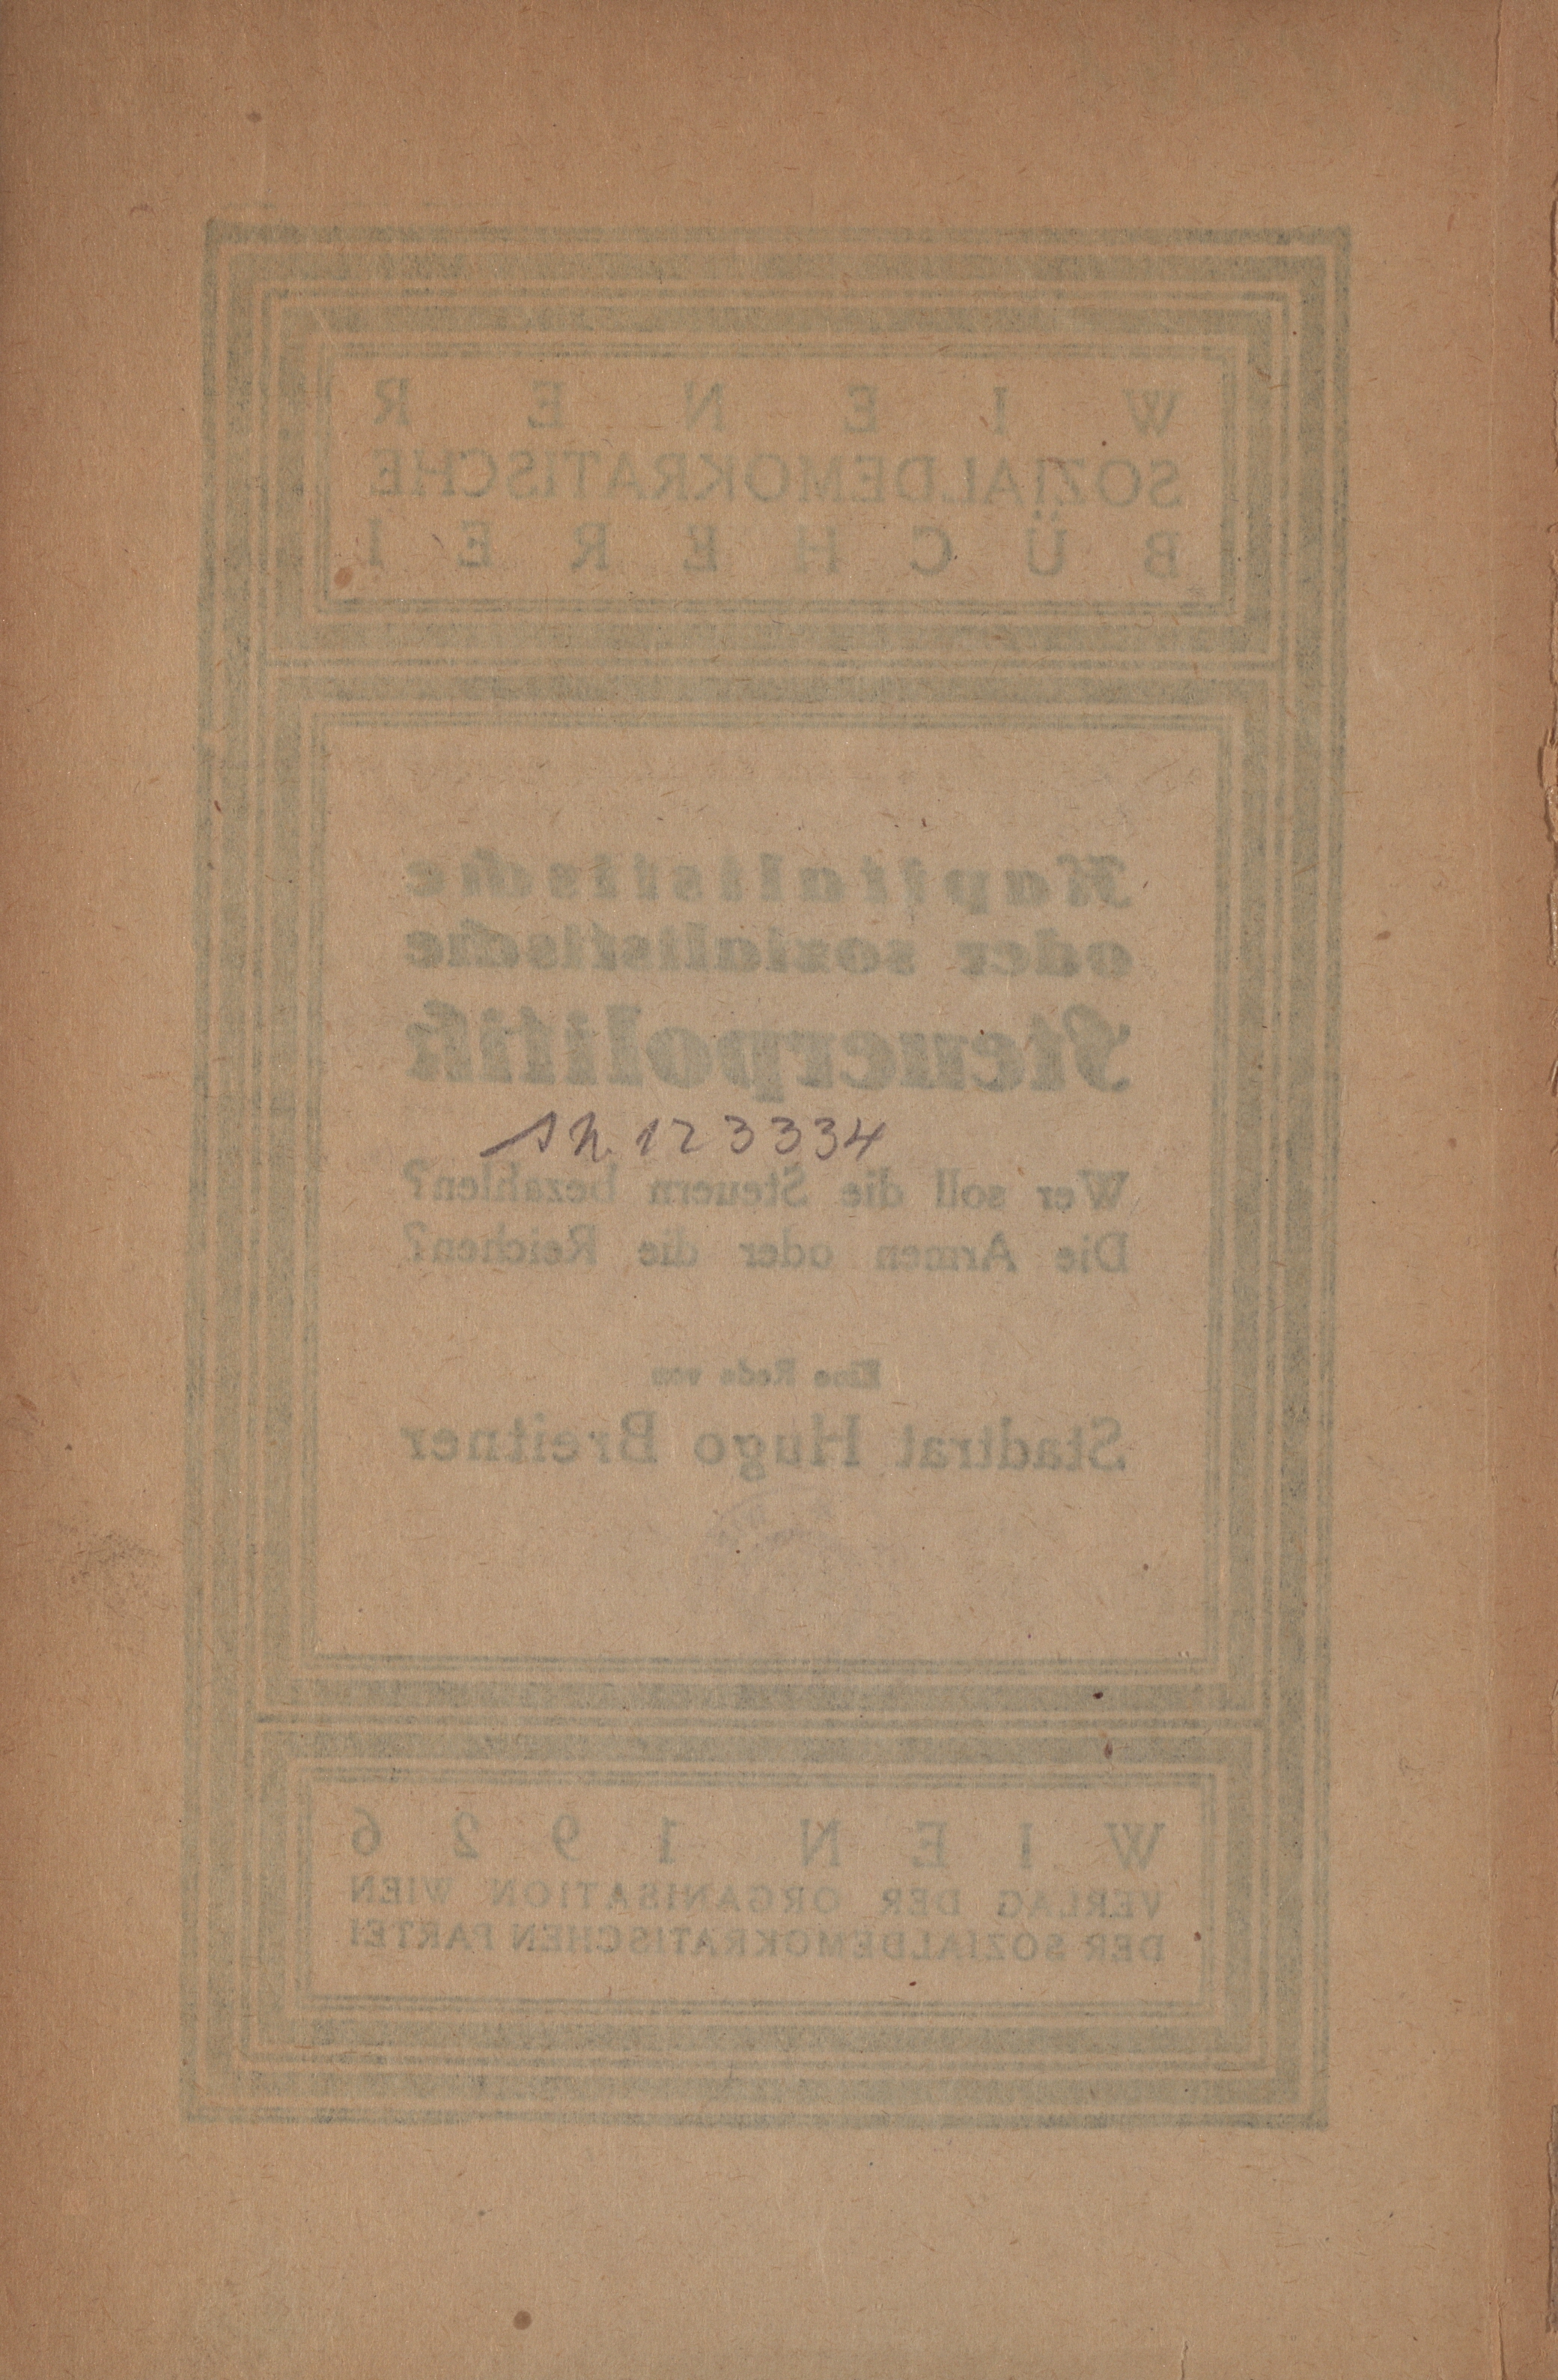 WIENER
SOZIALDEMOKRATISCHE
BÜCHEREI
Kapitalistische
oder sozialistische
Steuerpolitik
123334
Wer soll die Steuern bezahlen?
Die Armen oder die Reichen?
Eine Rede von
Stadtrat Hugo Breitner
WIEN 1926
VERLAG DER ORGANISATION WIEN
DER SOZIALDEMOKRATISCHEN PARTEI